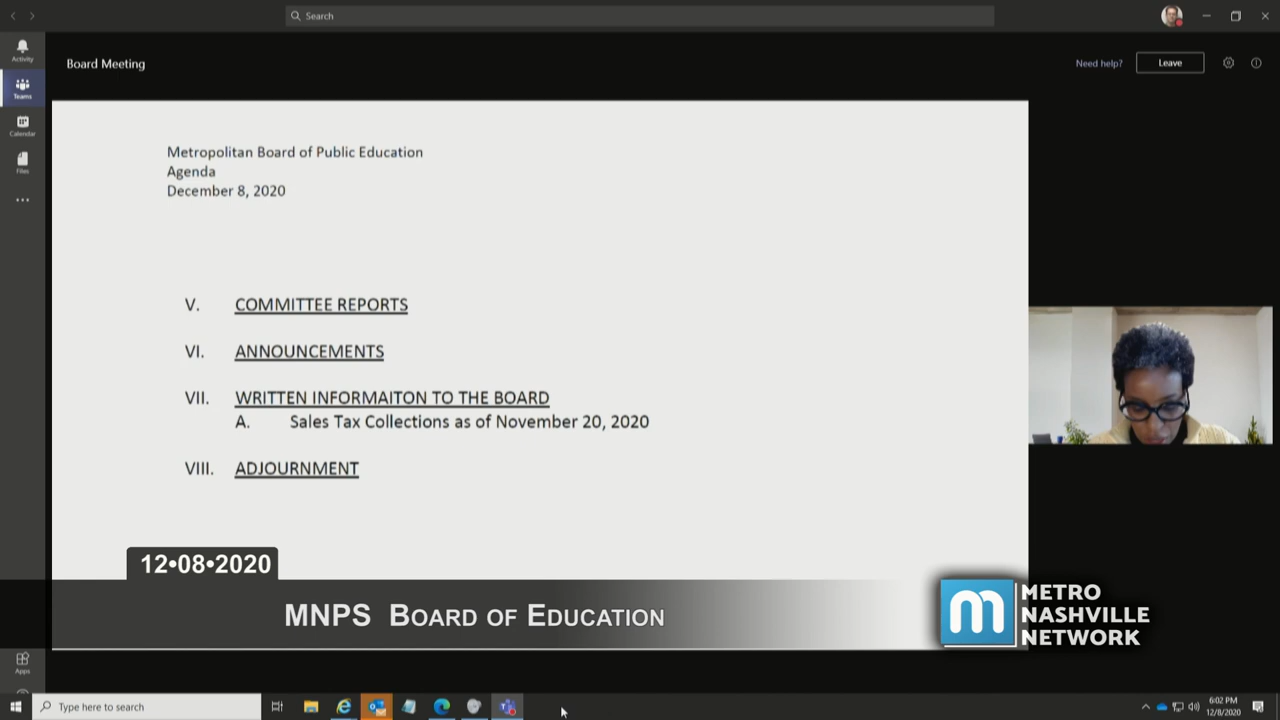 Search
Activity
Board Meeting
Need help?
Leave
Teams
Calendar
Files
Metropolitan Board of Public Education
Agenda
December 8, 2020
V. COMMITTEE REPORTS
VI. ANNOUNCEMENTS
VII. WRITTEN INFORMAITON TO THE BOARD
A. Sales Tax Collections as of November 20, 2020
VIII. ADJOURNMENT
12•08•2020
MNPS BOARD OF EDUCATION
m METRO
NASHVILLE
NETWORK
Apps
Type here to search
6:02 PM
12/8/2020